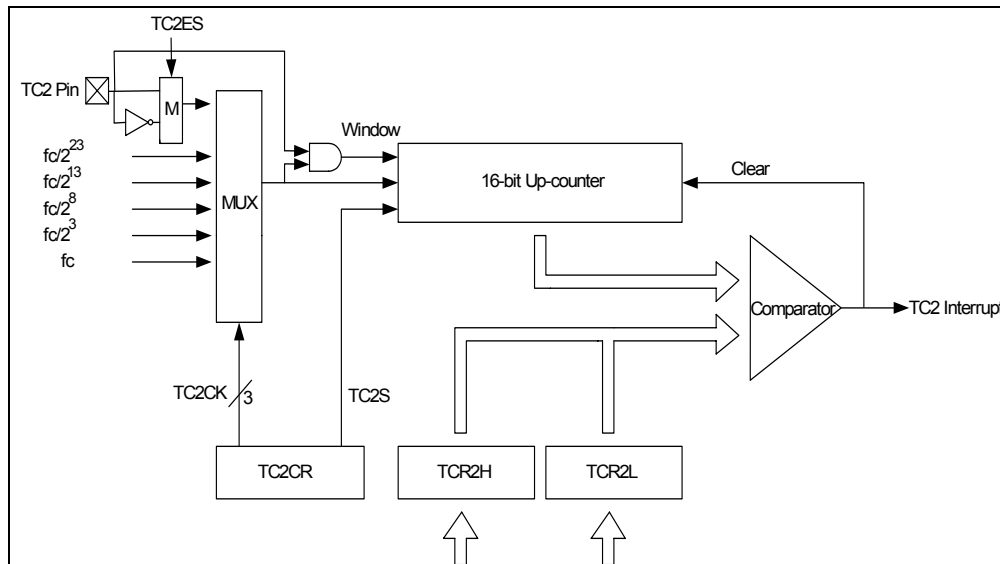 TC2ES
TC2 Pin
M
fc/2^23
fc/2^13
fc/2^8
fc/2^3
fc
MUX
Window
16-bit Up-counter
Clear
Comparator
TC2 Interrupt
TC2CK
3
TC2S
TC2CR
TCR2H
TCR2L